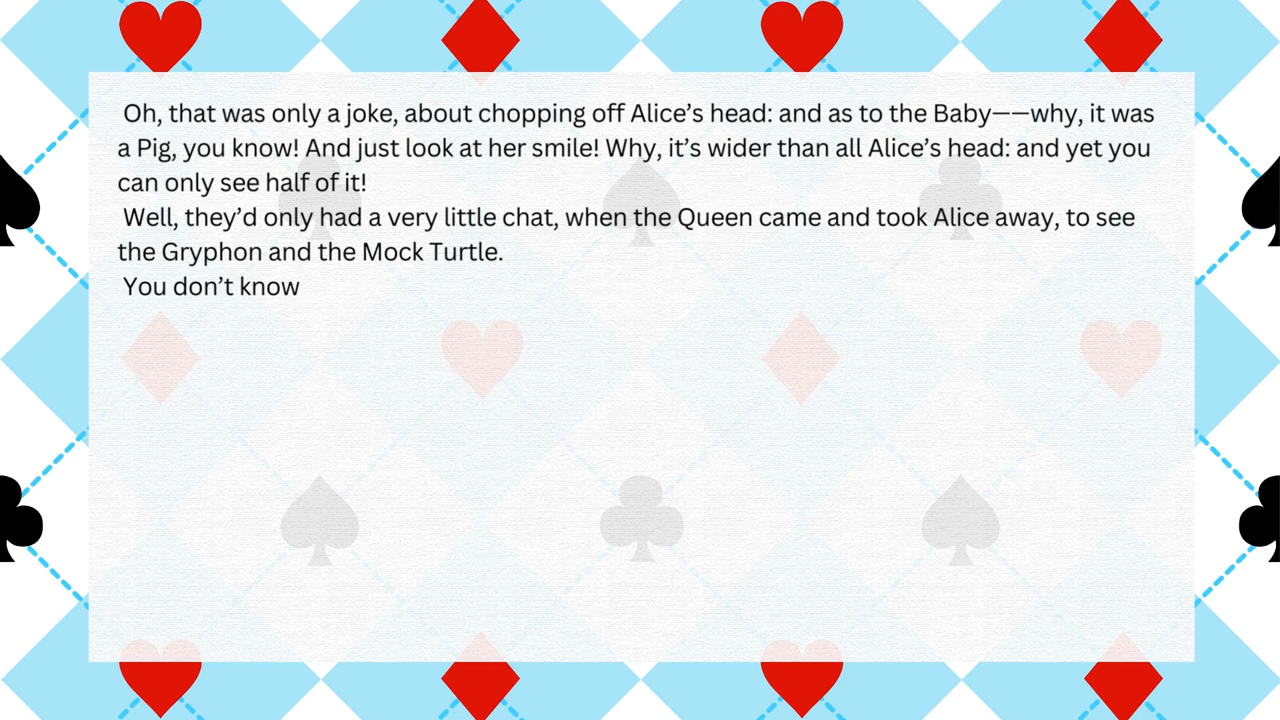 Oh, that was only a joke, about chopping off Alice’s head: and as to the Baby——why, it was
a Pig, you know! And just look at her smile! Why, it’s wider than all Alice’s head: and yet you
can only see half of it!
Well, they’d only had a very little chat, when the Queen came and took Alice away, to see
the Gryphon and the Mock Turtle.
You don’t know